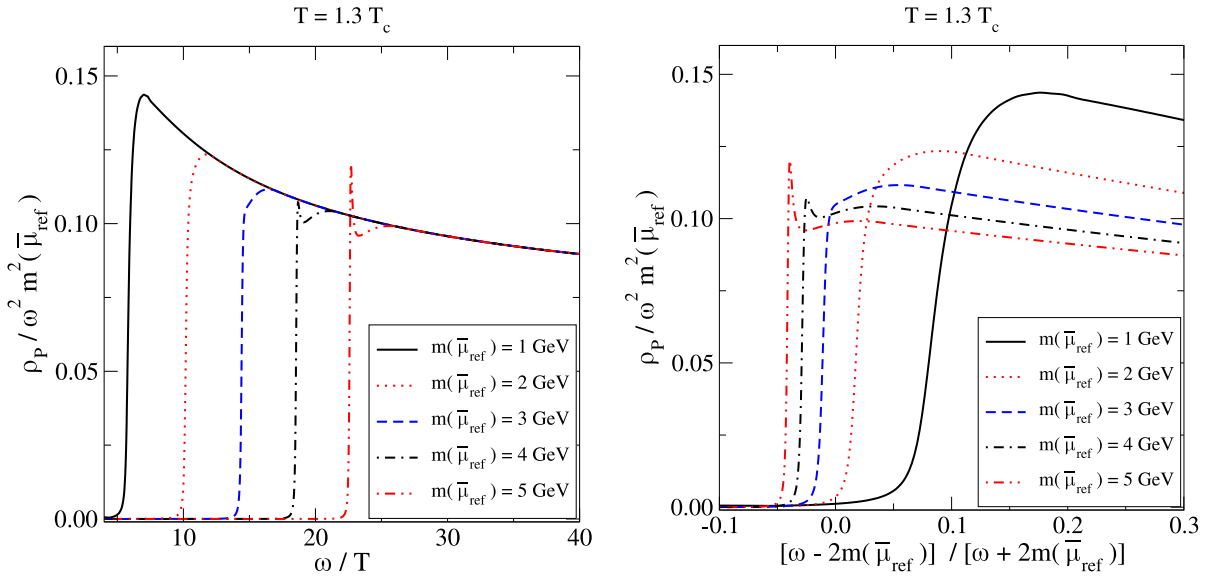 T = 1.3 T_c
ρ_P / ω² m²(μ̄_ref)
0.15
0.10
0.05
0.00
m(μ̄_ref) = 1 GeV
m(μ̄_ref) = 2 GeV
m(μ̄_ref) = 3 GeV
m(μ̄_ref) = 4 GeV
m(μ̄_ref) = 5 GeV
10 20 30 40
ω / T
T = 1.3 T_c
ρ_P / ω² m²(μ̄_ref)
0.15
0.10
0.05
0.00
m(μ̄_ref) = 1 GeV
m(μ̄_ref) = 2 GeV
m(μ̄_ref) = 3 GeV
m(μ̄_ref) = 4 GeV
m(μ̄_ref) = 5 GeV
-0.1 0.0 0.1 0.2 0.3
[ω - 2m(μ̄_ref)] / [ω + 2m(μ̄_ref)]